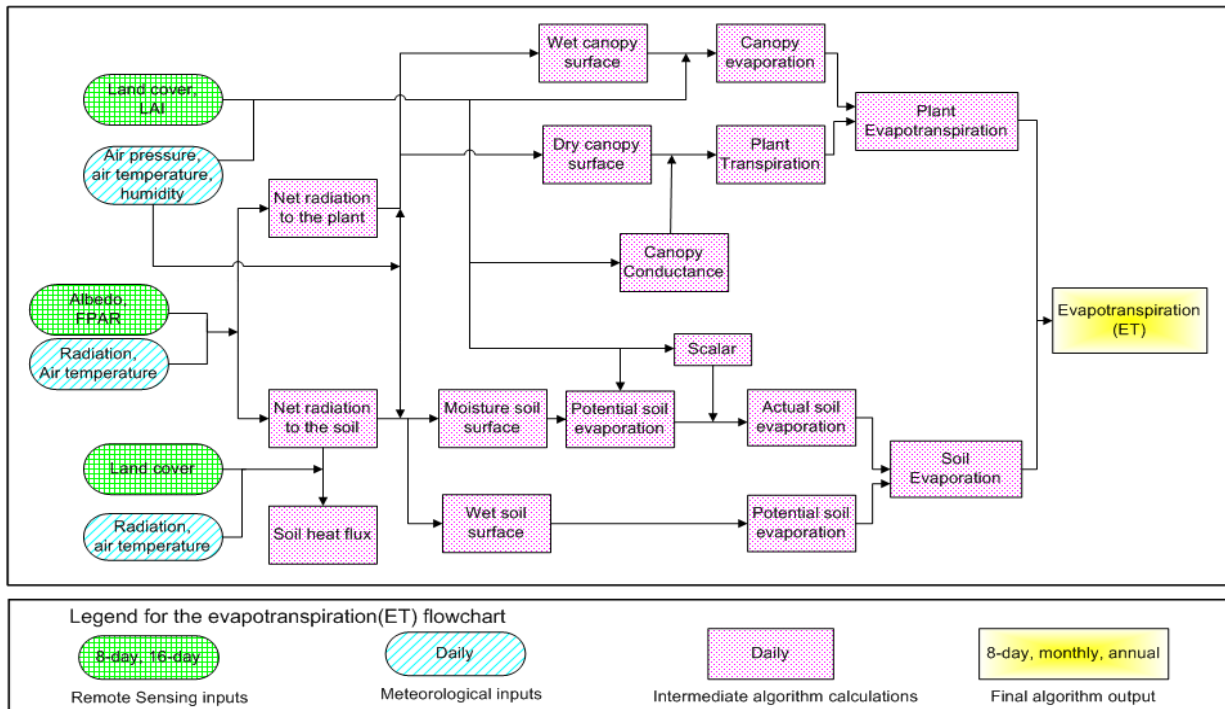 Wet canopy
surface
Canopy
evaporation
Land cover,
LAI
Plant
Evapotranspiration
Air pressure,
air temperature,
humidity
Dry canopy
surface
Plant
Transpiration
Net radiation
to the plant
Canopy
Conductance
Albedo,
FPAR
Radiation,
Air temperature
Evapotranspiration
(ET)
Scalar
Net radiation
to the soil
Moisture soil
surface
Potential soil
evaporation
Actual soil
evaporation
Land cover
Soil
Evaporation
Radiation,
air temperature
Soil heat flux
Wet soil
surface
Potential soil
evaporation
Legend for the evapotranspiration(ET) flowchart
8-day, 16-day
Daily
Daily
8-day, monthly, annual
Remote Sensing inputs
Meteorological inputs
Intermediate algorithm calculations
Final algorithm output